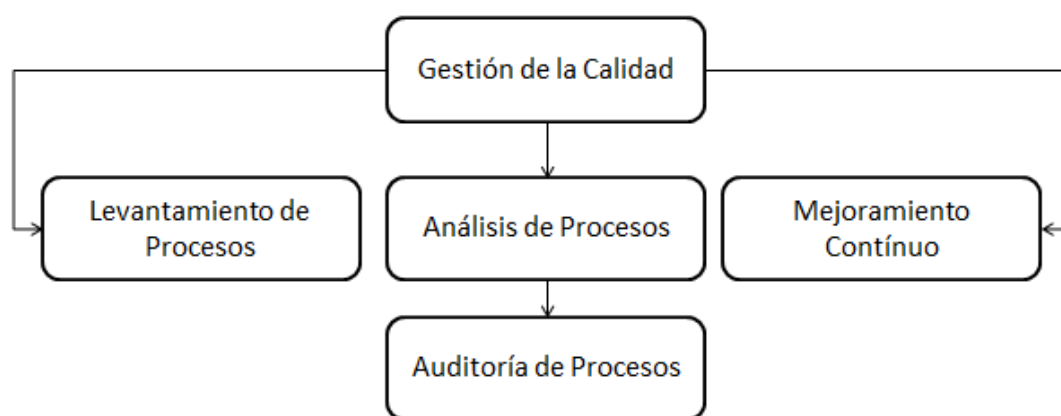 Gestión de la Calidad
Levantamiento de
Procesos
Análisis de Procesos
Mejoramiento
Contínuo
Auditoría de Procesos